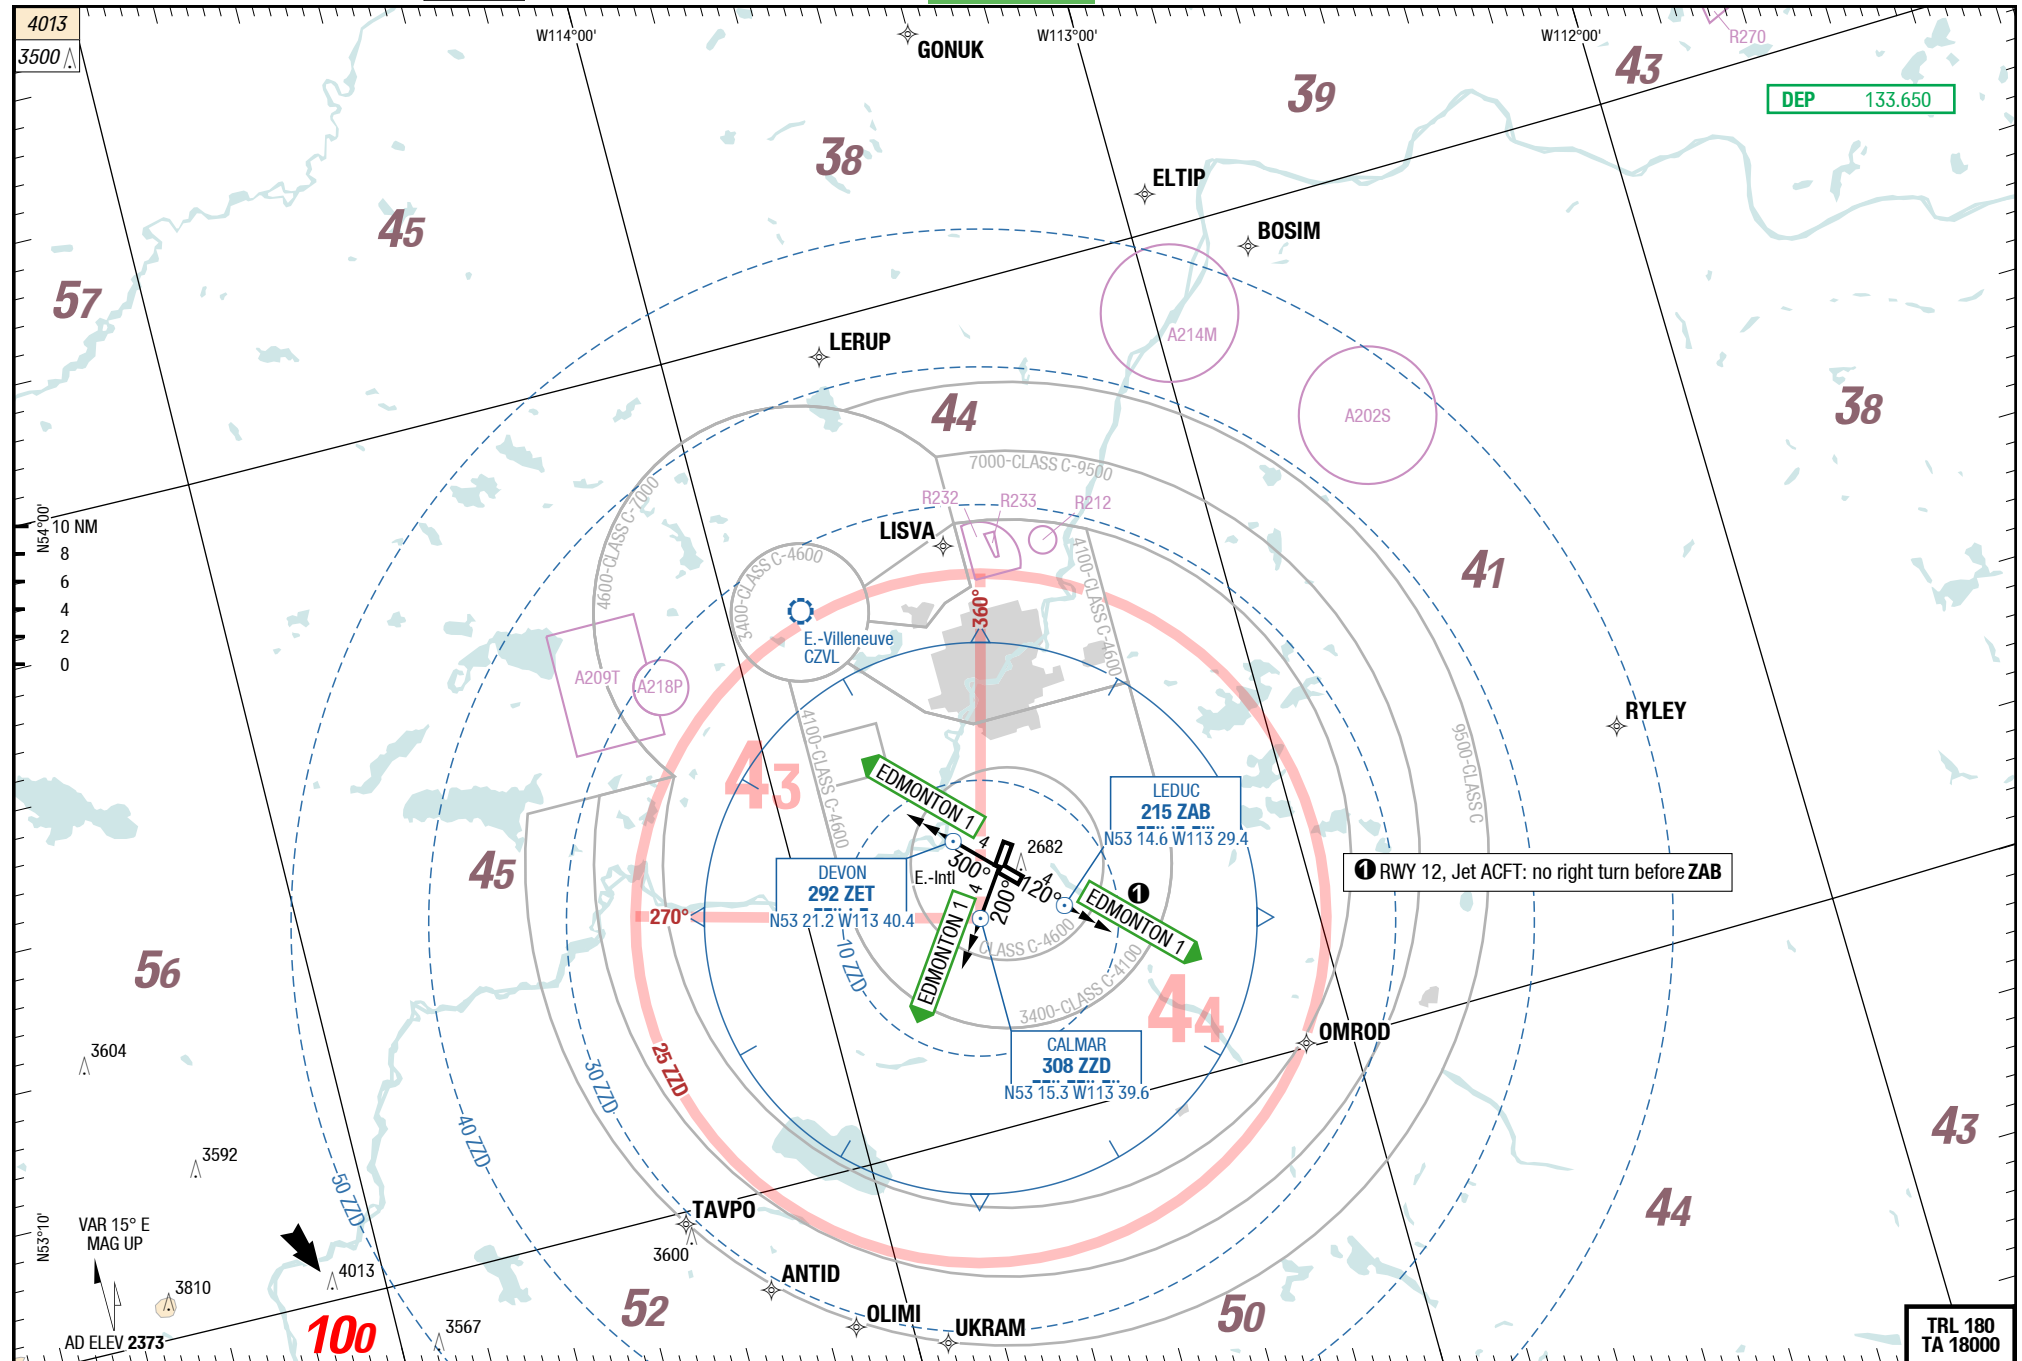 4013
3500
W114°00'
GONUK
W113°00'
W112°00'
R270
43
39
DEP 133.650
38
ELTIP
45
BOSIM
57
A214M
LERUP
A202S
38
44
7000-CLASS C-9500
4600-CLASS C-7000
R232
R233
R212
N54°00'
10 NM
8
6
4
2
0
LISVA
3400-CLASS C-4600
4100-CLASS C-4600
41
360°
E.-Villeneuve
CZVL
A209T
A218P
RYLEY
4100-CLASS C-4600
9500-CLASS C
43
EDMONTON 1
LEDUC
215 ZAB
N53 14.6 W113 29.4
4
300°
2682
45
DEVON
292 ZET
N53 21.2 W113 40.4
E.-Intl
4
120°
4
200°
1
EDMONTON 1
1 RWY 12, Jet ACFT: no right turn before ZAB
270°
EDMONTON 1
CLASS C-4600
10 ZZD
3400-CLASS C-4100
56
44
OMROD
CALMAR
308 ZZD
N53 15.3 W113 39.6
3604
25 ZZD
30 ZZD
40 ZZD
50 ZZD
43
3592
44
TAVPO
3600
N53°10'
VAR 15° E
MAG UP
4013
3810
ANTID
52
OLIMI
UKRAM
50
3567
100
AD ELEV 2373
TRL 180
TA 18000